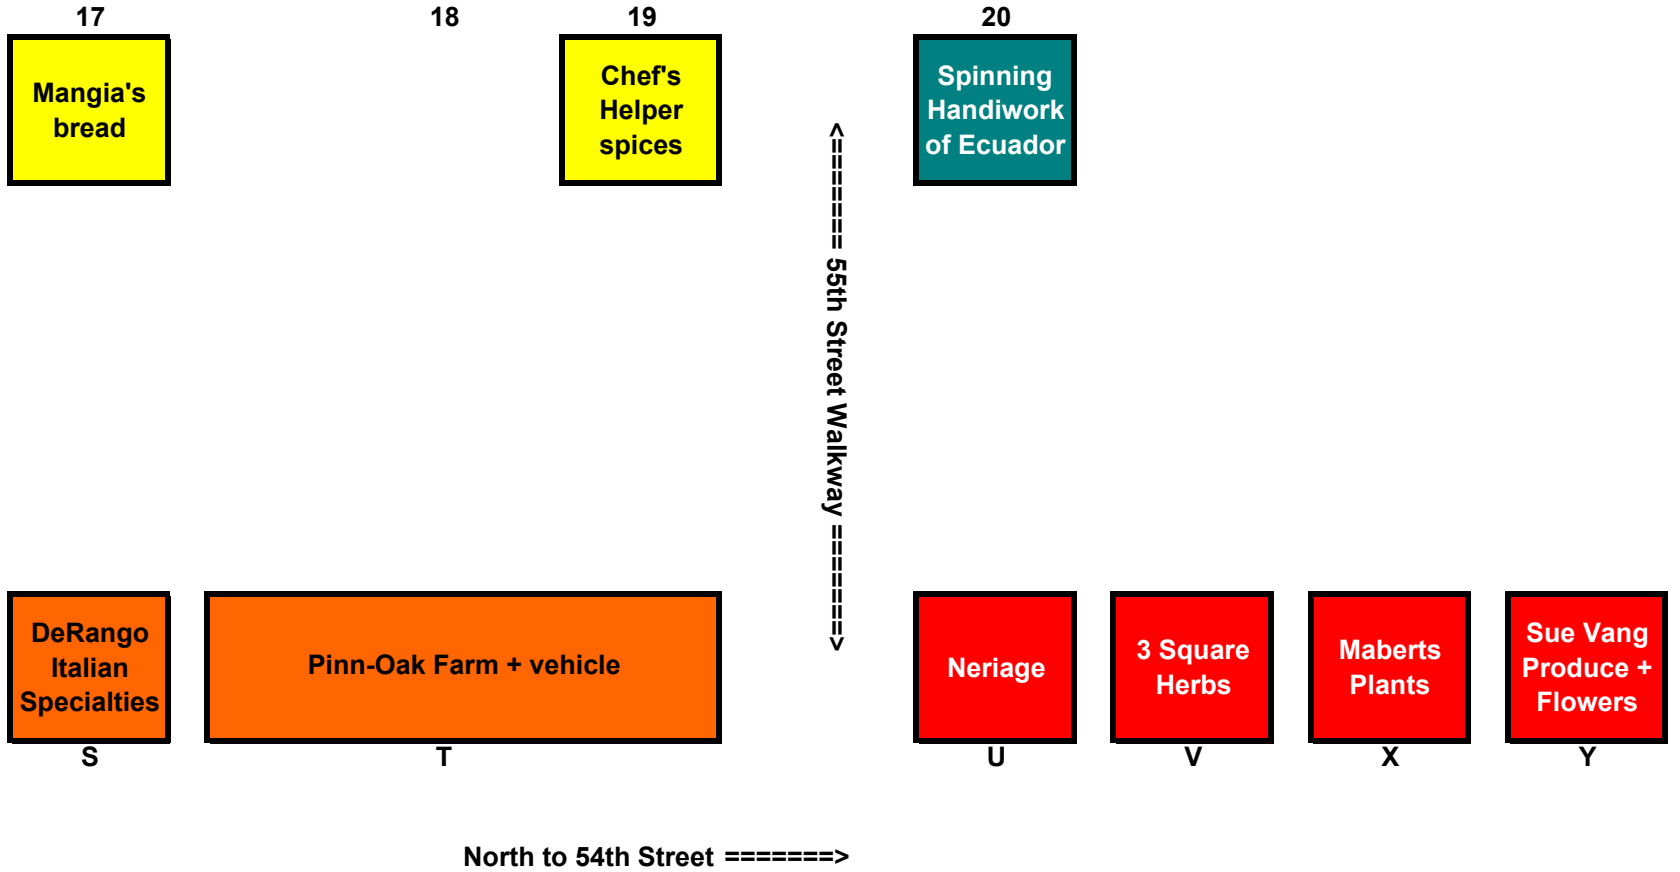 17 18 19 20
Mangia's
bread
Chef's
Helper
spices
Spinning
Handiwork
of Ecuador
<======== 55th Street Walkway ========>
DeRango
Italian
Specialties
Pinn-Oak Farm + vehicle
Neriage
3 Square
Herbs
Maberts
Plants
Sue Vang
Produce +
Flowers
S T U V X Y
North to 54th Street =======>